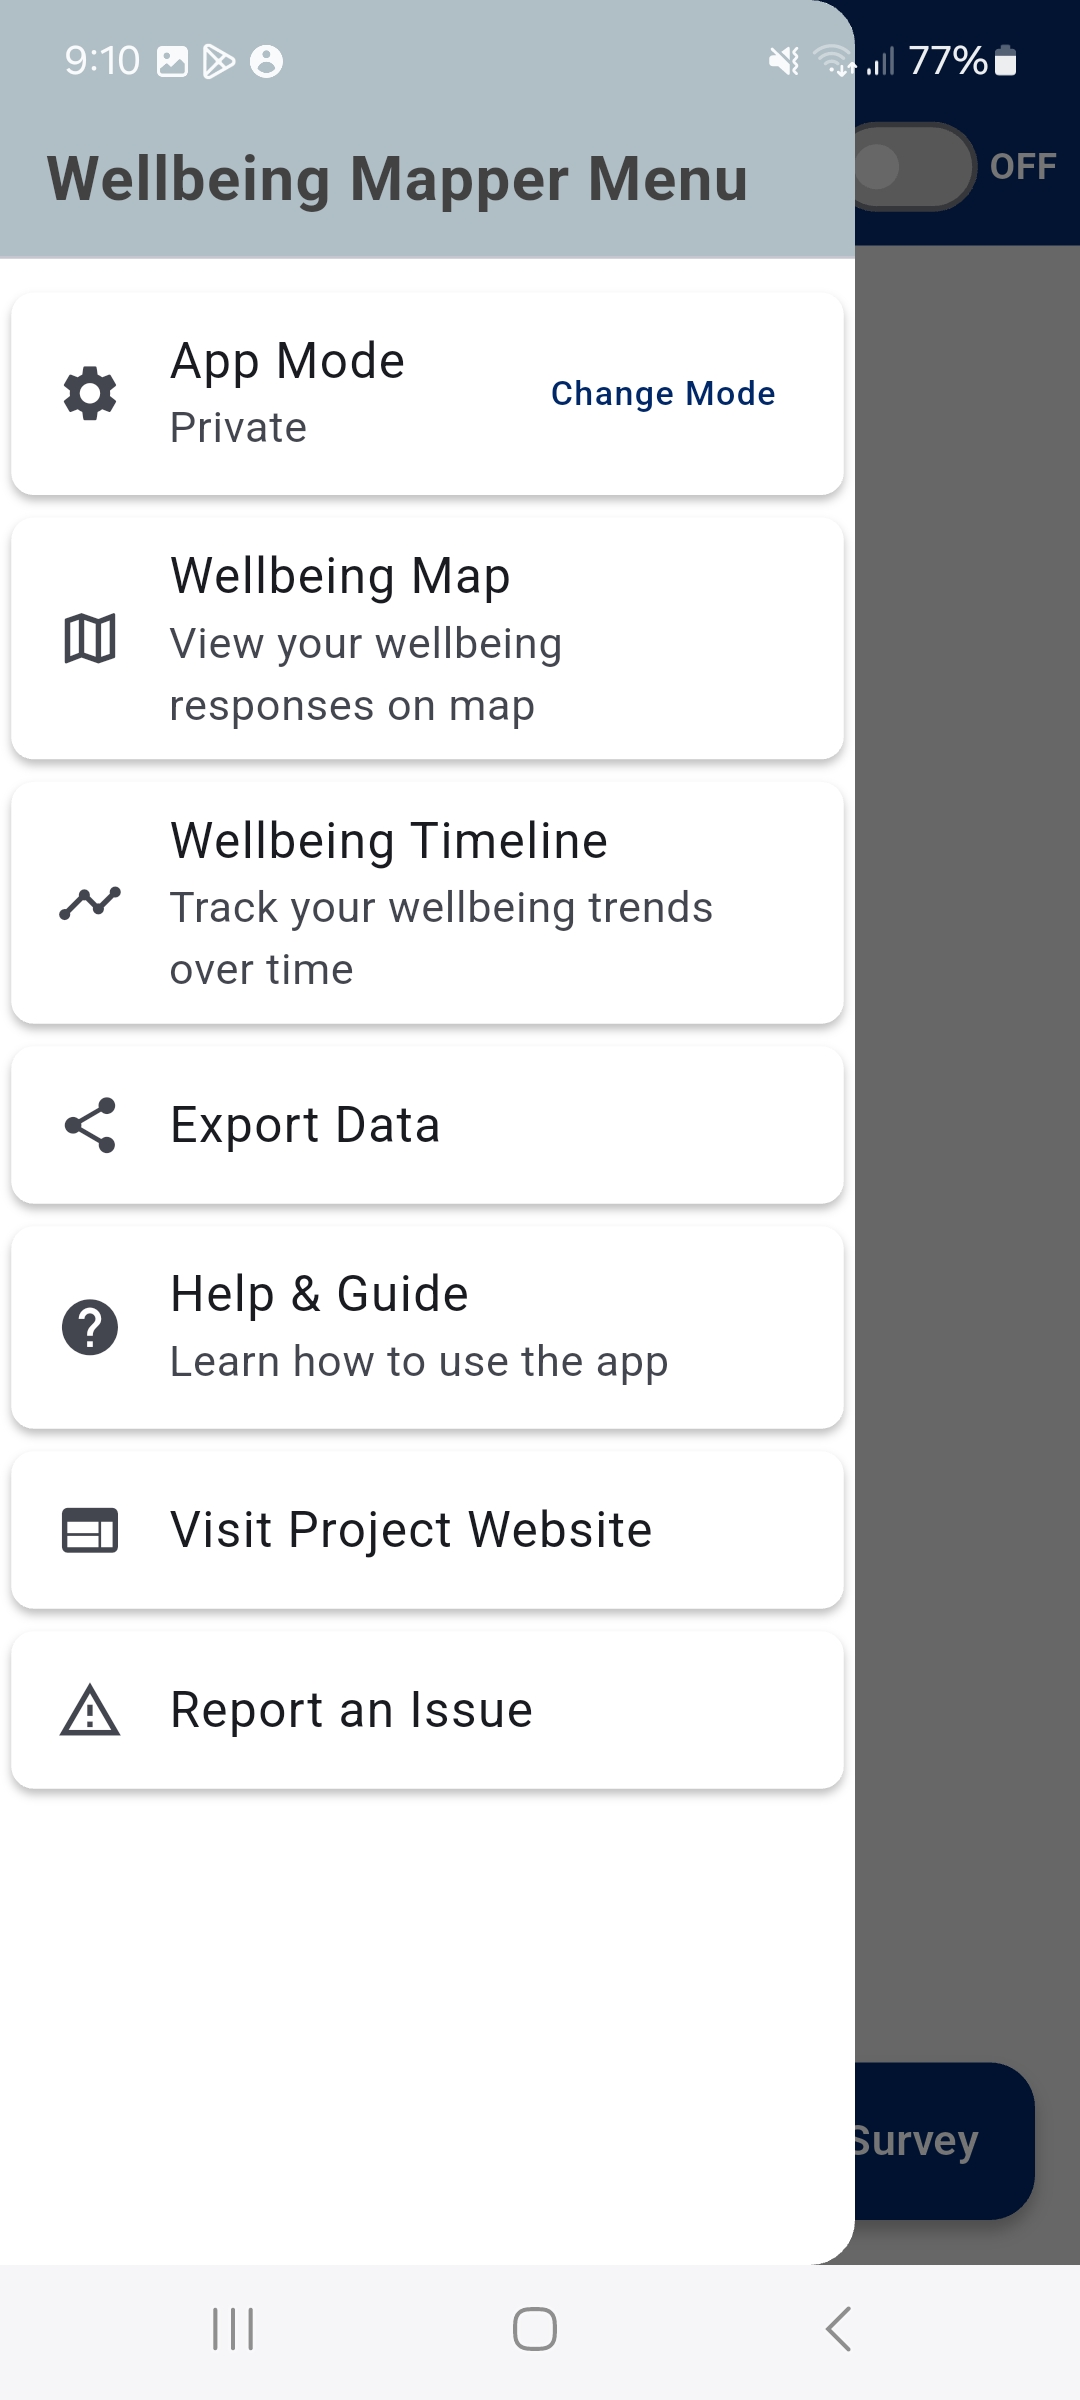 9:10
77%
OFF
Wellbeing Mapper Menu
App Mode
Private
Change Mode
Wellbeing Map
View your wellbeing
responses on map
Wellbeing Timeline
Track your wellbeing trends
over time
Export Data
Help & Guide
Learn how to use the app
Visit Project Website
Report an Issue
Survey